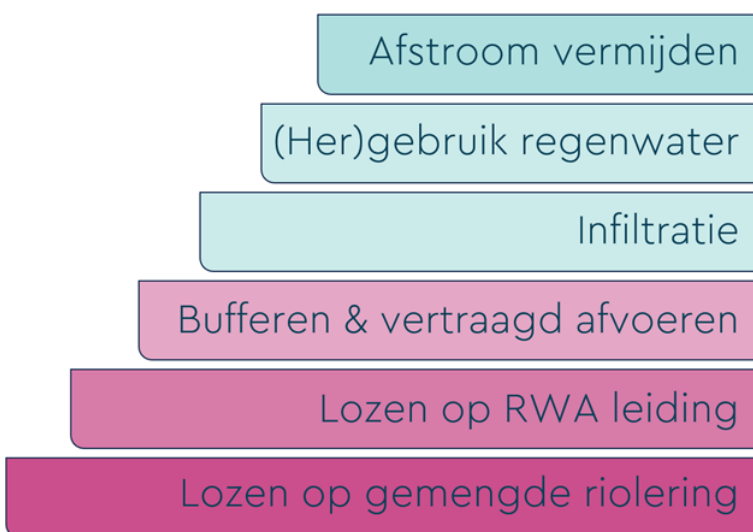 Afstroom vermijden
(Her)gebruik regenwater
Infiltratie
Bufferen & vertraagd afvoeren
Lozen op RWA leiding
Lozen op gemengde riolering